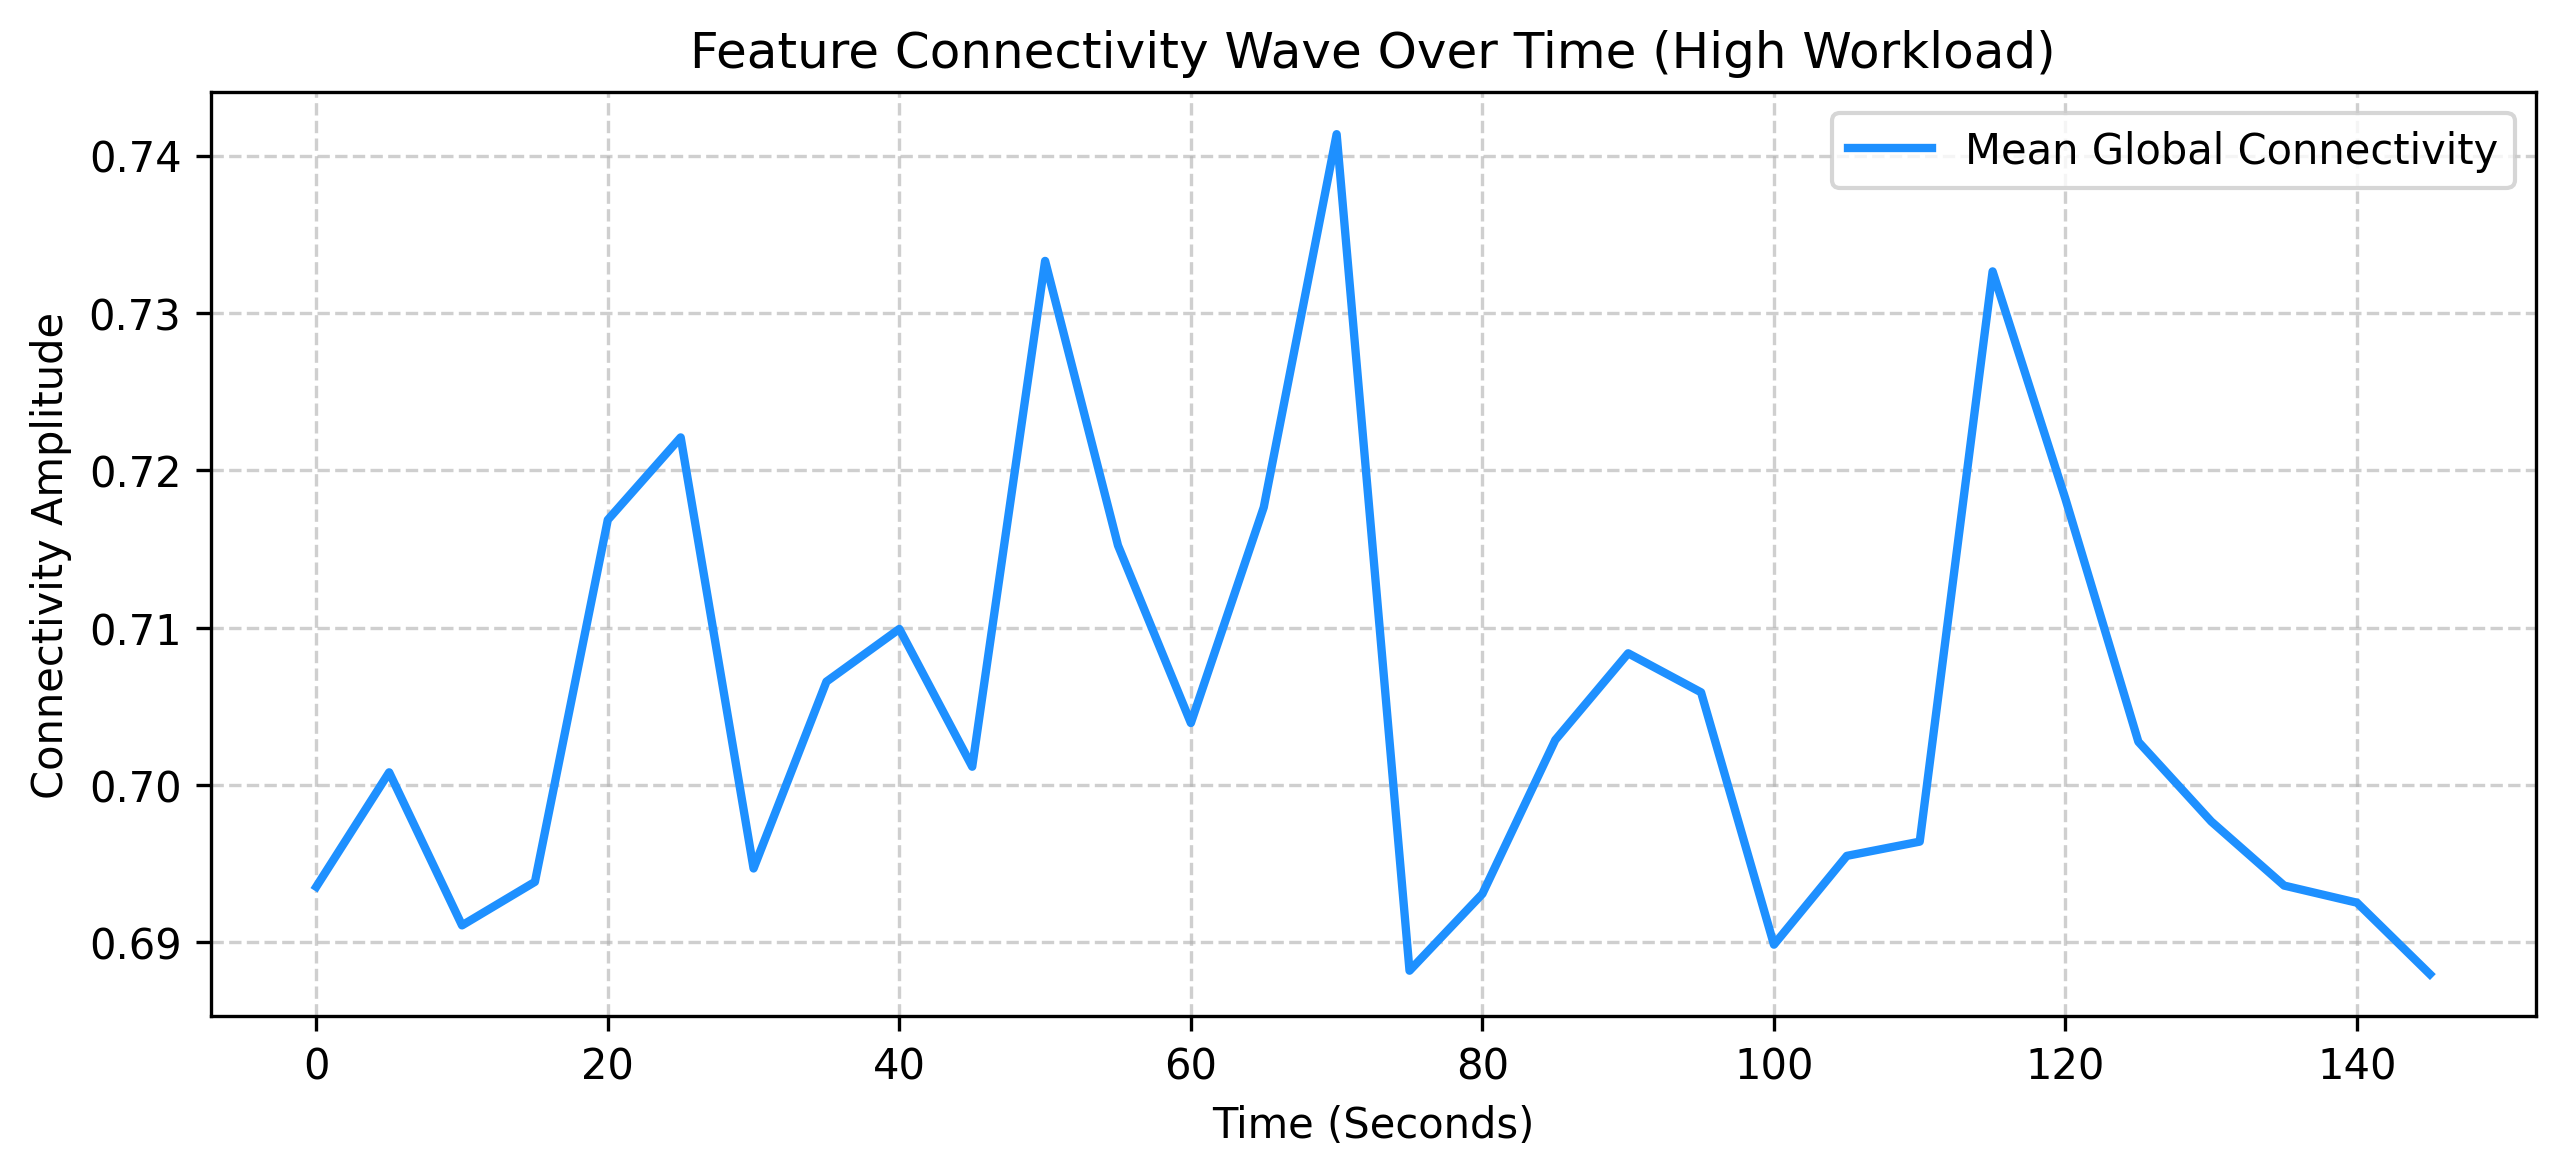 Feature Connectivity Wave Over Time (High Workload)
Mean Global Connectivity
Connectivity Amplitude
0.74
0.73
0.72
0.71
0.70
0.69
0 20 40 60 80 100 120 140
Time (Seconds)